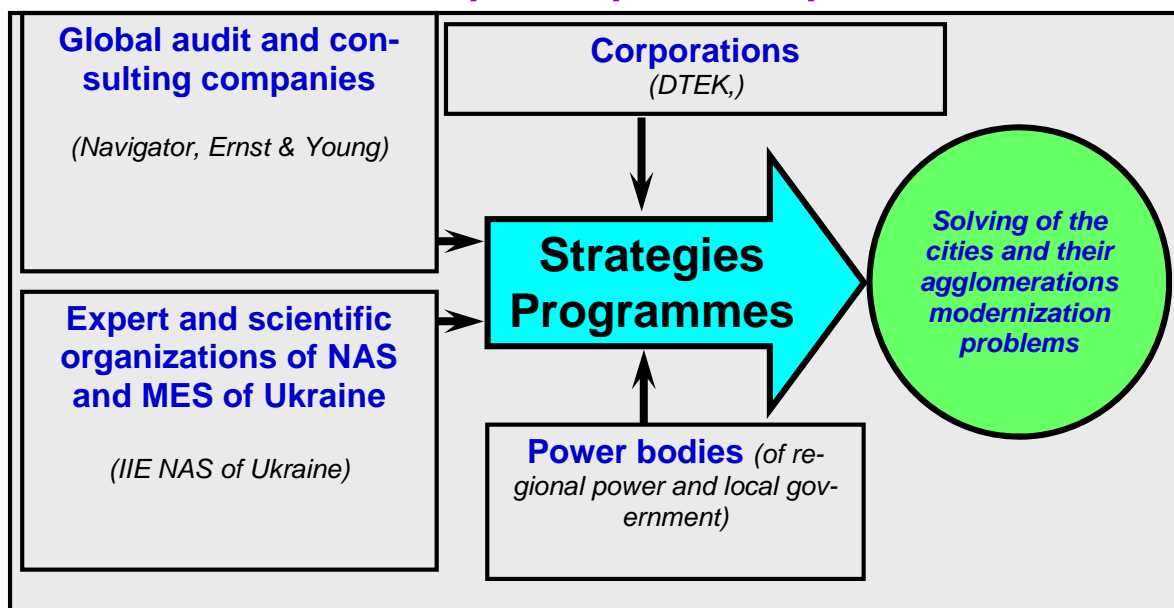 Global audit and con-
sulting companies
(Navigator, Ernst & Young)
Corporations
(DTEK,)
Strategies
Programmes
Solving of the
cities and their
agglomerations
modernization
problems
Expert and scientific
organizations of NAS
and MES of Ukraine
(IIE NAS of Ukraine)
Power bodies (of re-
gional power and local gov-
ernment)